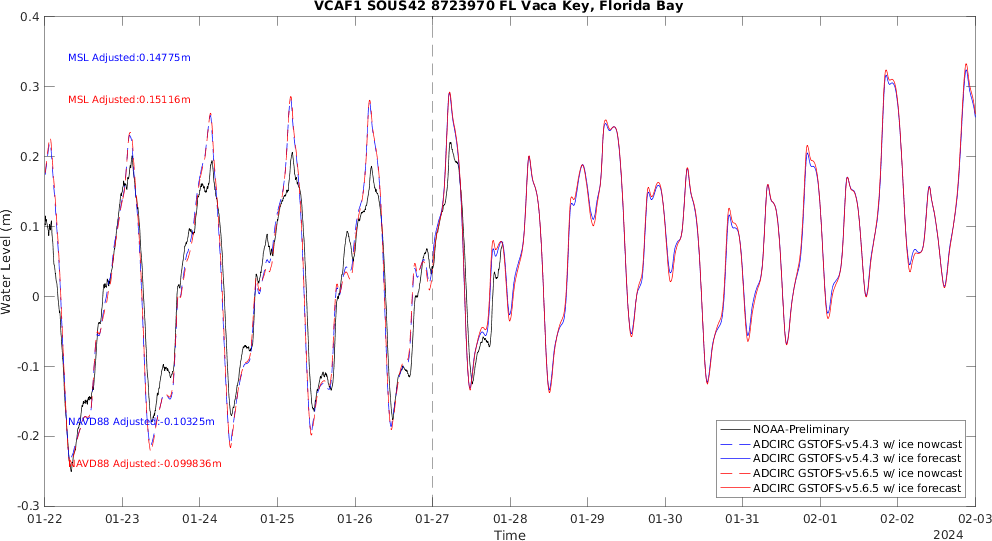 VCAF1 SOUS42 8723970 FL Vaca Key, Florida Bay
Water Level (m)
0.4
0.3
0.2
0.1
0
-0.1
-0.2
-0.3
MSL Adjusted:0.14775m
MSL Adjusted:0.15116m
NAVD88 Adjusted:-0.10325m
NAVD88 Adjusted:-0.099836m
NOAA-Preliminary
ADCIRC GSTOFS-v5.4.3 w/ ice nowcast
ADCIRC GSTOFS-v5.4.3 w/ ice forecast
ADCIRC GSTOFS-v5.6.5 w/ ice nowcast
ADCIRC GSTOFS-v5.6.5 w/ ice forecast
01-22 01-23 01-24 01-25 01-26 01-27 01-28 01-29 01-30 01-31 02-01 02-02 02-03
Time
2024